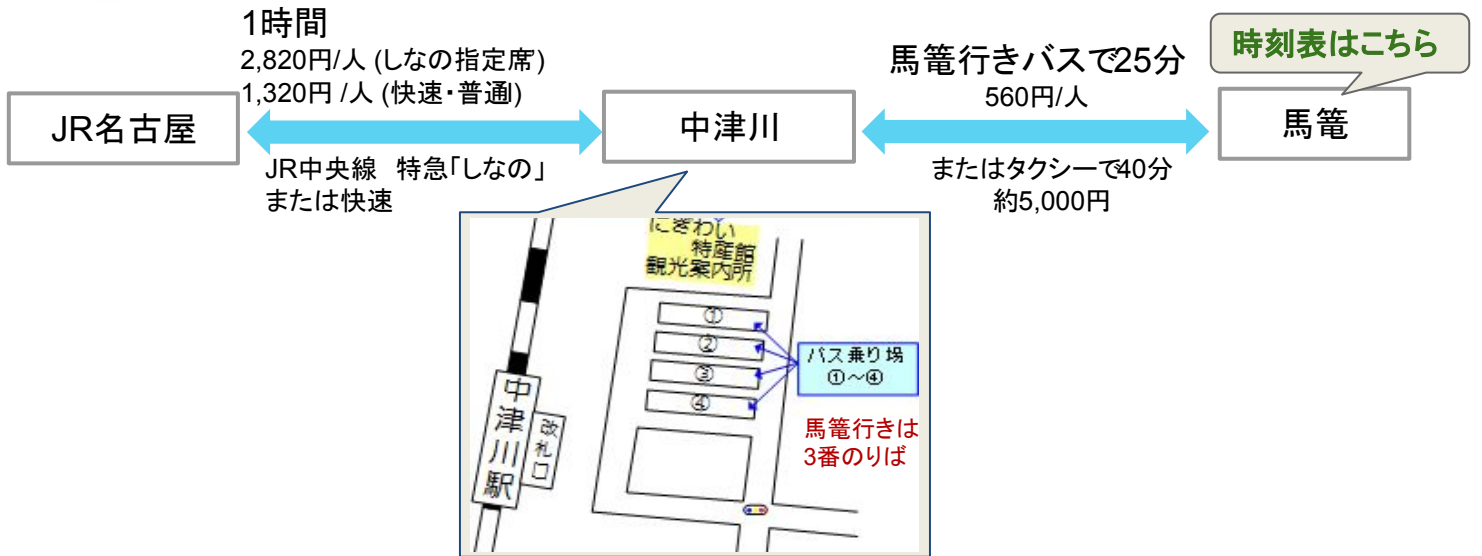 1時間
2,820円/人 (しなの指定席)
1,320円 /人 (快速・普通)
JR名古屋
JR中央線 特急「しなの」
または快速
中津川
馬篭行きバスで25分
560円/人
またはタクシーで40分
約5,000円
時刻表はこちら
馬篭
にぎわい
特産館
観光案内所
①
②
③
④
バス乗り場
①～④
馬篭行きは
3番のりば
中津川駅
改札口